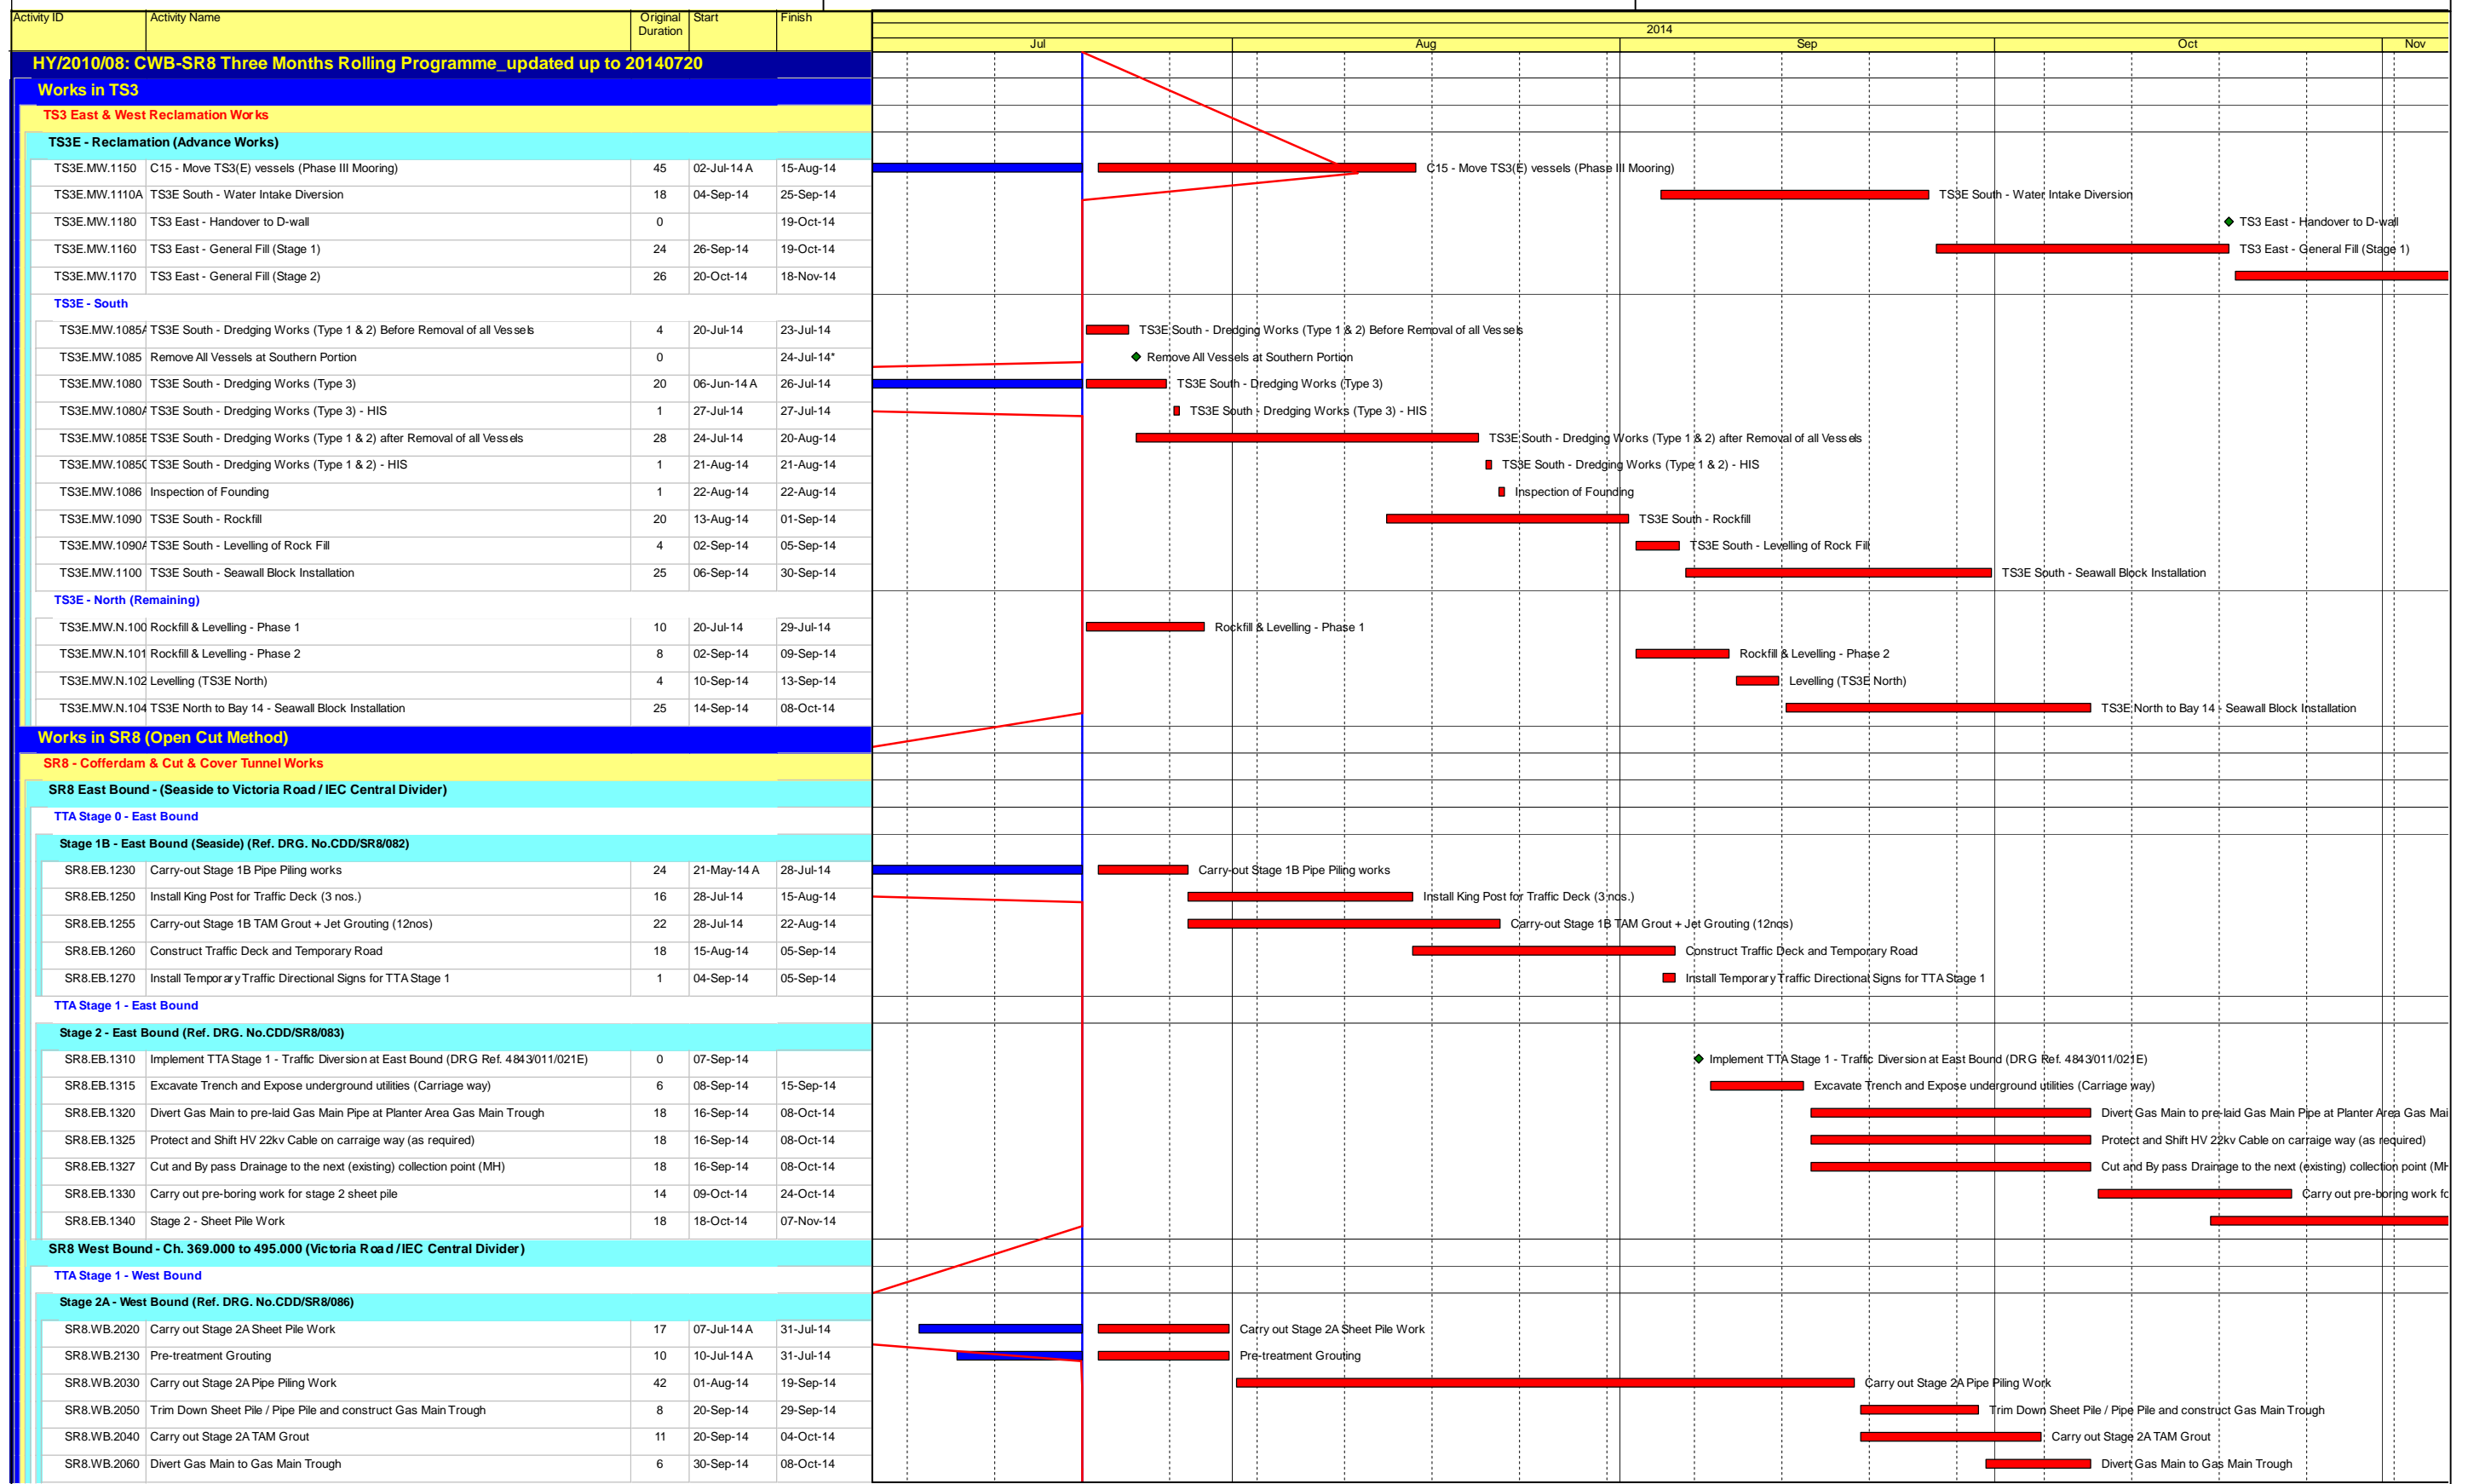 Activity ID Activity Name Original Duration Start Finish 2014
Jul Aug Sep Oct Nov
HY/2010/08: CWB-SR8 Three Months Rolling Programme_updated up to 20140720
Works in TS3
TS3 East & West Reclamation Works
TS3E - Reclamation (Advance Works)
TS3E.MW.1150 C15 - Move TS3(E) vessels (Phase III Mooring) 45 02-Jul-14 A 15-Aug-14 C15 - Move TS3(E) vessels (Phase III Mooring)
TS3E.MW.1110A TS3E South - Water Intake Diversion 18 04-Sep-14 25-Sep-14 TS3E South - Water Intake Diversion
TS3E.MW.1180 TS3 East - Handover to D-wall 0 19-Oct-14 TS3 East - Handover to D-wall
TS3E.MW.1160 TS3 East - General Fill (Stage 1) 24 26-Sep-14 19-Oct-14 TS3 East - General Fill (Stage 1)
TS3E.MW.1170 TS3 East - General Fill (Stage 2) 26 20-Oct-14 18-Nov-14
TS3E - South
TS3E.MW.1085A TS3E South - Dredging Works (Type 1 & 2) Before Removal of all Vessels 4 20-Jul-14 23-Jul-14 TS3E South - Dredging Works (Type 1 & 2) Before Removal of all Vessels
TS3E.MW.1085 Remove All Vessels at Southern Portion 0 24-Jul-14* Remove All Vessels at Southern Portion
TS3E.MW.1080 TS3E South - Dredging Works (Type 3) 20 06-Jun-14 A 26-Jul-14 TS3E South - Dredging Works (Type 3)
TS3E.MW.1080A TS3E South - Dredging Works (Type 3) - HIS 1 27-Jul-14 27-Jul-14 TS3E South - Dredging Works (Type 3) - HIS
TS3E.MW.1085B TS3E South - Dredging Works (Type 1 & 2) after Removal of all Vessels 28 24-Jul-14 20-Aug-14 TS3E South - Dredging Works (Type 1 & 2) after Removal of all Vessels
TS3E.MW.1085C TS3E South - Dredging Works (Type 1 & 2) - HIS 1 21-Aug-14 21-Aug-14 TS3E South - Dredging Works (Type 1 & 2) - HIS
TS3E.MW.1086 Inspection of Founding 1 22-Aug-14 22-Aug-14 Inspection of Founding
TS3E.MW.1090 TS3E South - Rockfill 20 13-Aug-14 01-Sep-14 TS3E South - Rockfill
TS3E.MW.1090A TS3E South - Levelling of Rock Fill 4 02-Sep-14 05-Sep-14 TS3E South - Levelling of Rock Fill
TS3E.MW.1100 TS3E South - Seawall Block Installation 25 06-Sep-14 30-Sep-14 TS3E South - Seawall Block Installation
TS3E - North (Remaining)
TS3E.MW.N.100 Rockfill & Levelling - Phase 1 10 20-Jul-14 29-Jul-14 Rockfill & Levelling - Phase 1
TS3E.MW.N.101 Rockfill & Levelling - Phase 2 8 02-Sep-14 09-Sep-14 Rockfill & Levelling - Phase 2
TS3E.MW.N.102 Levelling (TS3E North) 4 10-Sep-14 13-Sep-14 Levelling (TS3E North)
TS3E.MW.N.104 TS3E North to Bay 14 - Seawall Block Installation 25 14-Sep-14 08-Oct-14 TS3E North to Bay 14 - Seawall Block Installation
Works in SR8 (Open Cut Method)
SR8 - Cofferdam & Cut & Cover Tunnel Works
SR8 East Bound - (Seaside to Victoria Road / IEC Central Divider)
TTA Stage 0 - East Bound
Stage 1B - East Bound (Seaside) (Ref. DRG. No.CDD/SR8/082)
SR8.EB.1230 Carry-out Stage 1B Pipe Piling works 24 21-May-14 A 28-Jul-14 Carry-out Stage 1B Pipe Piling works
SR8.EB.1250 Install King Post for Traffic Deck (3 nos.) 16 28-Jul-14 15-Aug-14 Install King Post for Traffic Deck (3 nos.)
SR8.EB.1255 Carry-out Stage 1B TAM Grout + Jet Grouting (12nos) 22 28-Jul-14 22-Aug-14 Carry-out Stage 1B TAM Grout + Jet Grouting (12nos)
SR8.EB.1260 Construct Traffic Deck and Temporary Road 18 15-Aug-14 05-Sep-14 Construct Traffic Deck and Temporary Road
SR8.EB.1270 Install Temporary Traffic Directional Signs for TTA Stage 1 1 04-Sep-14 05-Sep-14 Install Temporary Traffic Directional Signs for TTA Stage 1
TTA Stage 1 - East Bound
Stage 2 - East Bound (Ref. DRG. No.CDD/SR8/083)
SR8.EB.1310 Implement TTA Stage 1 - Traffic Diversion at East Bound (DRG Ref. 4843/011/021E) 0 07-Sep-14 Implement TTA Stage 1 - Traffic Diversion at East Bound (DRG Ref. 4843/011/021E)
SR8.EB.1315 Excavate Trench and Expose underground utilities (Carriage way) 6 08-Sep-14 15-Sep-14 Excavate Trench and Expose underground utilities (Carriage way)
SR8.EB.1320 Divert Gas Main to pre-laid Gas Main Pipe at Planter Area Gas Main Trough 18 16-Sep-14 08-Oct-14 Divert Gas Main to pre-laid Gas Main Pipe at Planter Area Gas Mai
SR8.EB.1325 Protect and Shift HV 22kv Cable on carraige way (as required) 18 16-Sep-14 08-Oct-14 Protect and Shift HV 22kv Cable on carraige way (as required)
SR8.EB.1327 Cut and By pass Drainage to the next (existing) collection point (MH) 18 16-Sep-14 08-Oct-14 Cut and By pass Drainage to the next (existing) collection point (MH
SR8.EB.1330 Carry out pre-boring work for stage 2 sheet pile 14 09-Oct-14 24-Oct-14 Carry out pre-boring work fo
SR8.EB.1340 Stage 2 - Sheet Pile Work 18 18-Oct-14 07-Nov-14
SR8 West Bound - Ch. 369.000 to 495.000 (Victoria Road / IEC Central Divider)
TTA Stage 1 - West Bound
Stage 2A - West Bound (Ref. DRG. No.CDD/SR8/086)
SR8.WB.2020 Carry out Stage 2A Sheet Pile Work 17 07-Jul-14 A 31-Jul-14 Carry out Stage 2A Sheet Pile Work
SR8.WB.2130 Pre-treatment Grouting 10 10-Jul-14 A 31-Jul-14 Pre-treatment Grouting
SR8.WB.2030 Carry out Stage 2A Pipe Piling Work 42 01-Aug-14 19-Sep-14 Carry out Stage 2A Pipe Piling Work
SR8.WB.2050 Trim Down Sheet Pile / Pipe Pile and construct Gas Main Trough 8 20-Sep-14 29-Sep-14 Trim Down Sheet Pile / Pipe Pile and construct Gas Main Trough
SR8.WB.2040 Carry out Stage 2A TAM Grout 11 20-Sep-14 04-Oct-14 Carry out Stage 2A TAM Grout
SR8.WB.2060 Divert Gas Main to Gas Main Trough 6 30-Sep-14 08-Oct-14 Divert Gas Main to Gas Main Trough